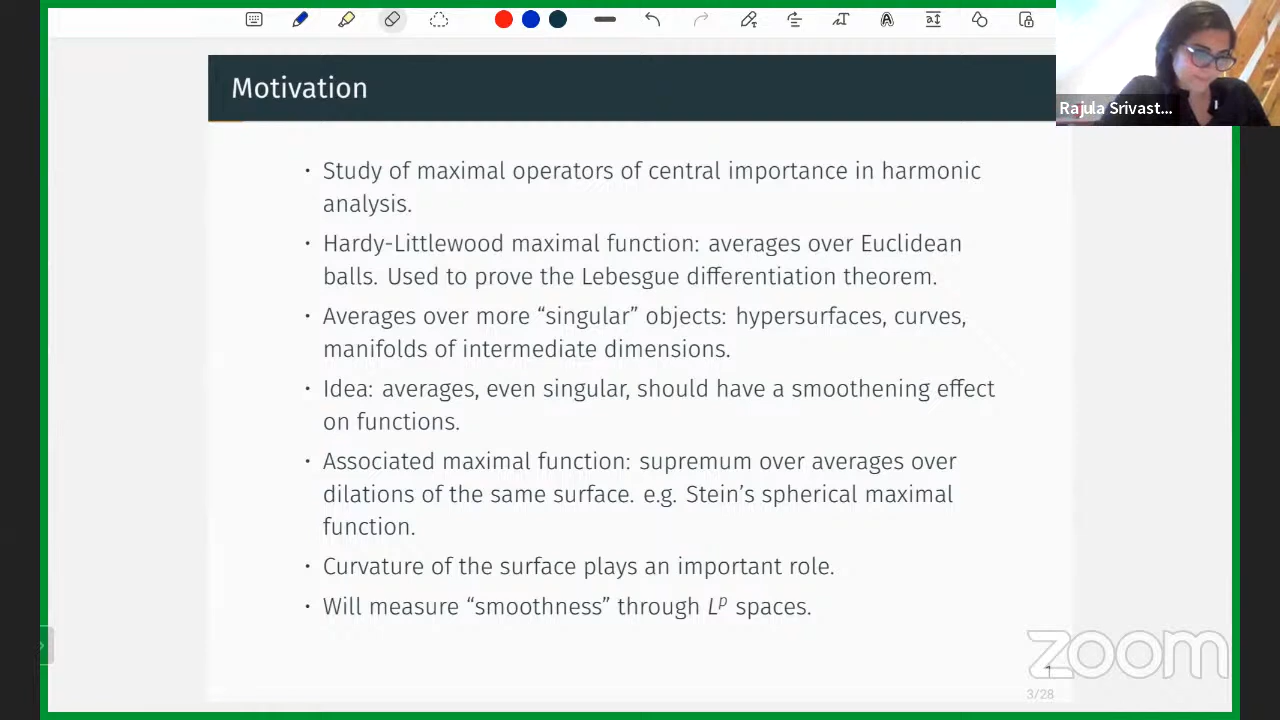 Motivation
Rajula Srivast...
· Study of maximal operators of central importance in harmonic
analysis.
· Hardy-Littlewood maximal function: averages over Euclidean
balls. Used to prove the Lebesgue differentiation theorem.
· Averages over more “singular” objects: hypersurfaces, curves,
manifolds of intermediate dimensions.
· Idea: averages, even singular, should have a smoothening effect
on functions.
· Associated maximal function: supremum over averages over
dilations of the same surface. e.g. Stein’s spherical maximal
function.
· Curvature of the surface plays an important role.
· Will measure “smoothness” through Lᵖ spaces.
zoom
1
3/28